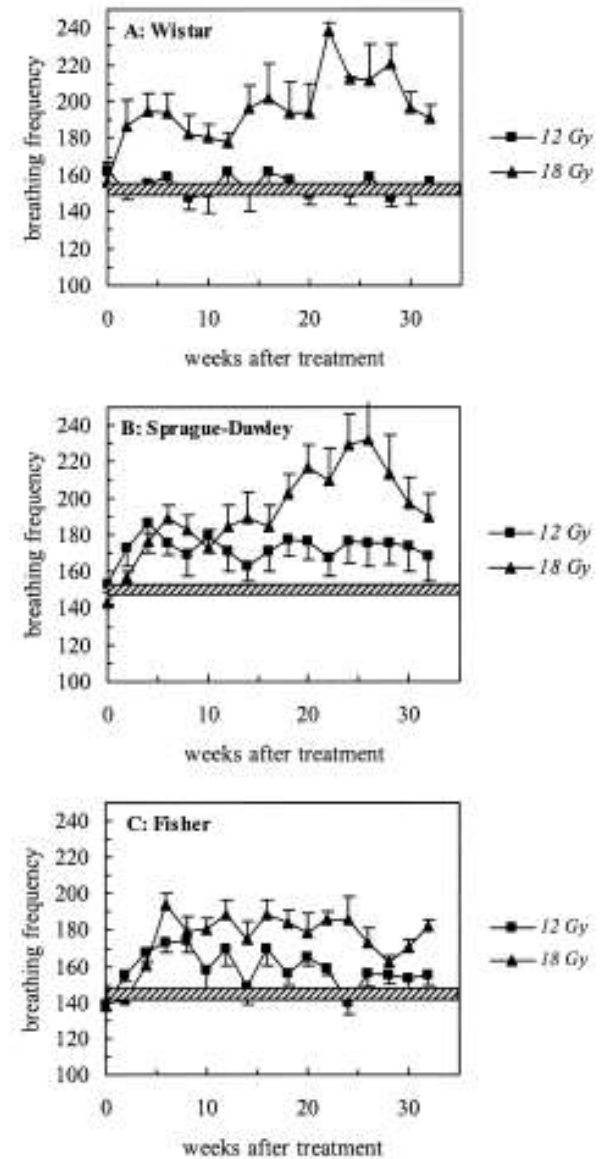 A: Wistar
240
220
200
180
160
140
120
100
breathing frequency
0 10 20 30
weeks after treatment
12 Gy
18 Gy
B: Sprague-Dawley
240
220
200
180
160
140
120
100
breathing frequency
0 10 20 30
weeks after treatment
12 Gy
18 Gy
C: Fisher
240
220
200
180
160
140
120
100
breathing frequency
0 10 20 30
weeks after treatment
12 Gy
18 Gy